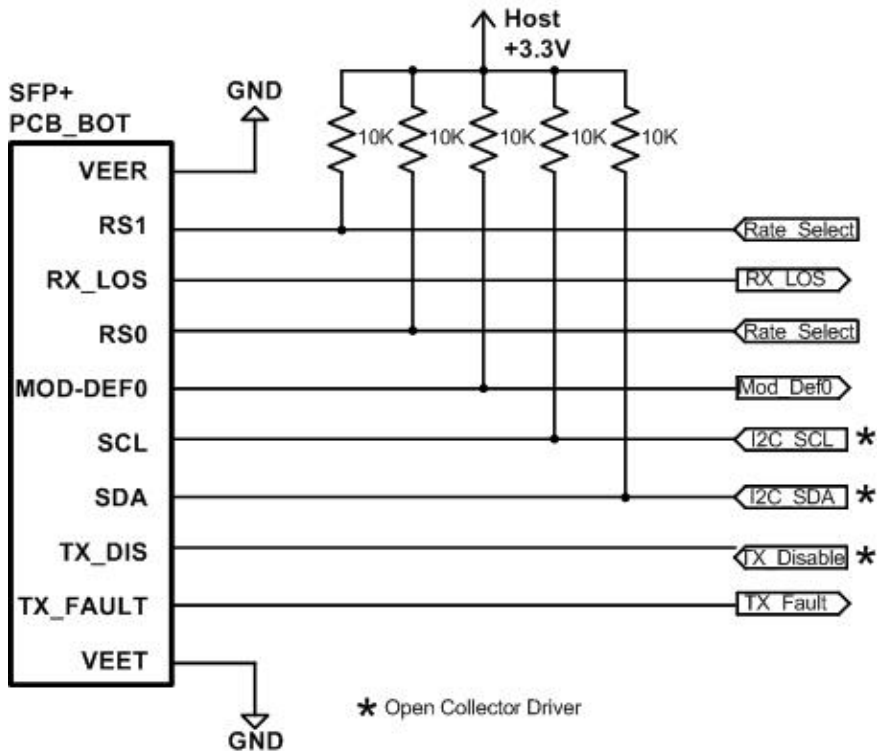 Host
+3.3V
SFP+
PCB_BOT
GND
10K
10K
10K
10K
10K
VEER
RS1
Rate_Select
RX_LOS
RX_LOS
RS0
Rate_Select
MOD-DEF0
Mod_Def0
SCL
I2C_SCL *
SDA
I2C_SDA *
TX_DIS
TX_Disable *
TX_FAULT
TX_Fault
VEET
GND
* Open Collector Driver